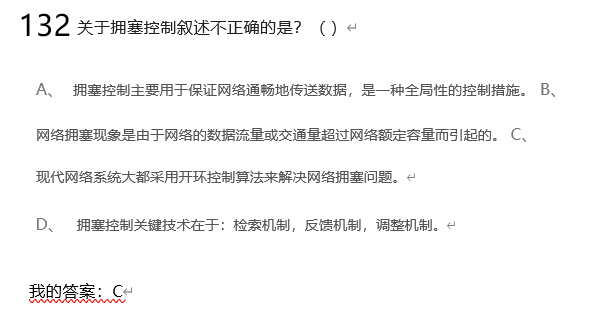 132 关于拥塞控制叙述不正确的是？（ ）
A、 拥塞控制主要用于保证网络通畅地传送数据，是一种全局性的控制措施。 B、
网络拥塞现象是由于网络的数据流量或交通量超过网络额定容量而引起的。 C、
现代网络系统大都采用开环控制算法来解决网络拥塞问题。
D、 拥塞控制关键技术在于：检索机制，反馈机制，调整机制。
我的答案：C